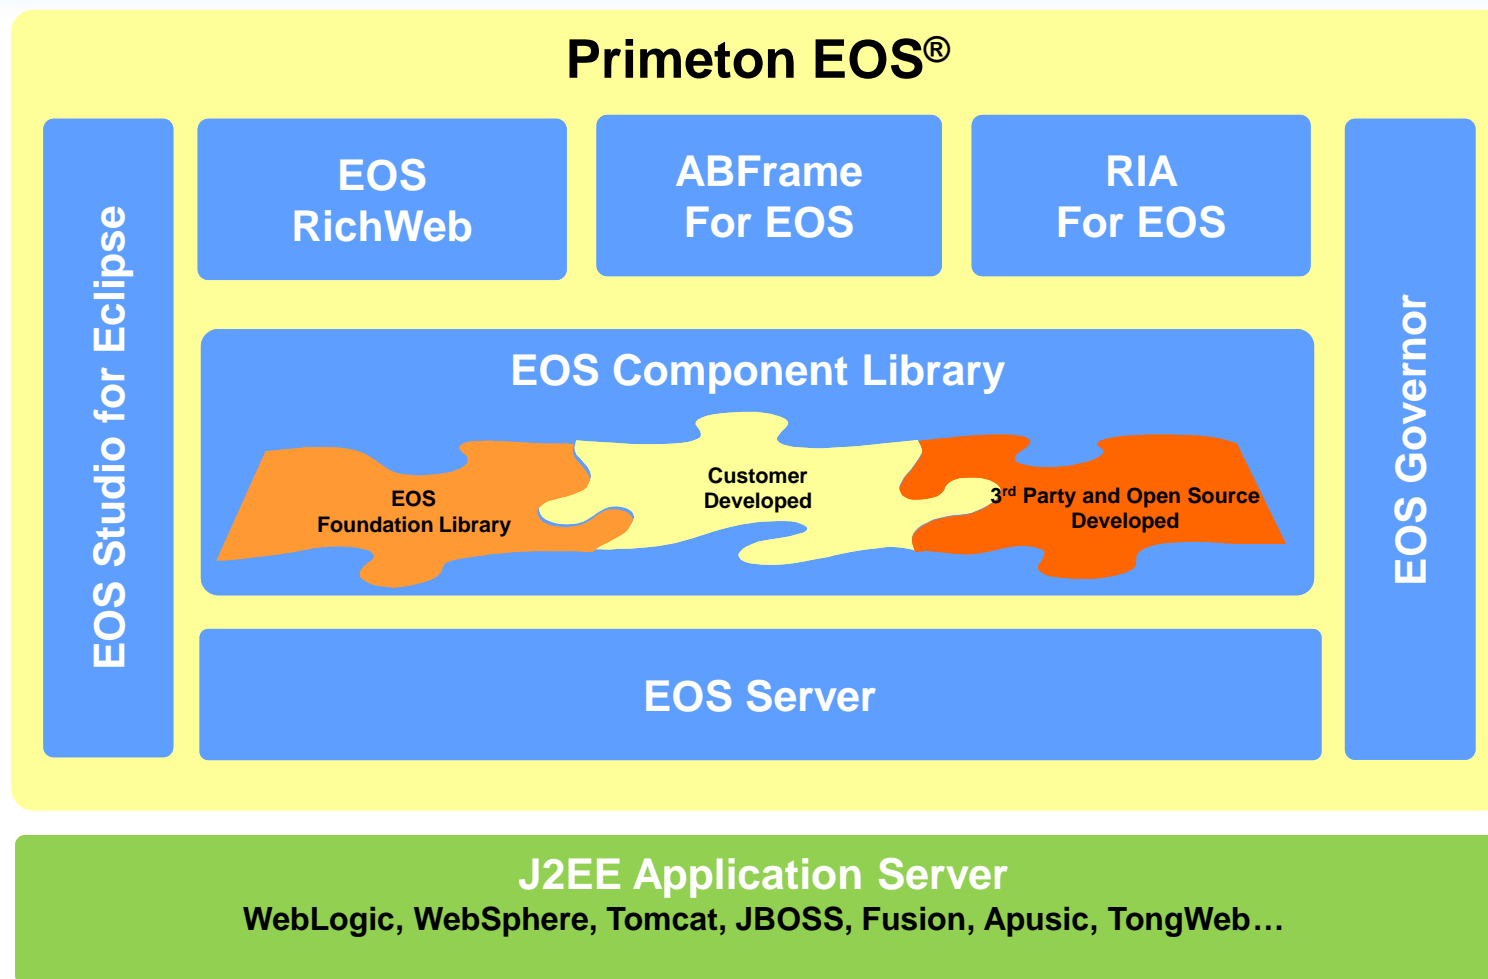 Primeton EOS®
EOS Studio for Eclipse
EOS
RichWeb
ABFrame
For EOS
RIA
For EOS
EOS Governor
EOS Component Library
EOS
Foundation Library
Customer
Developed
3rd Party and Open Source
Developed
EOS Server
J2EE Application Server
WebLogic, WebSphere, Tomcat, JBOSS, Fusion, Apusic, TongWeb…